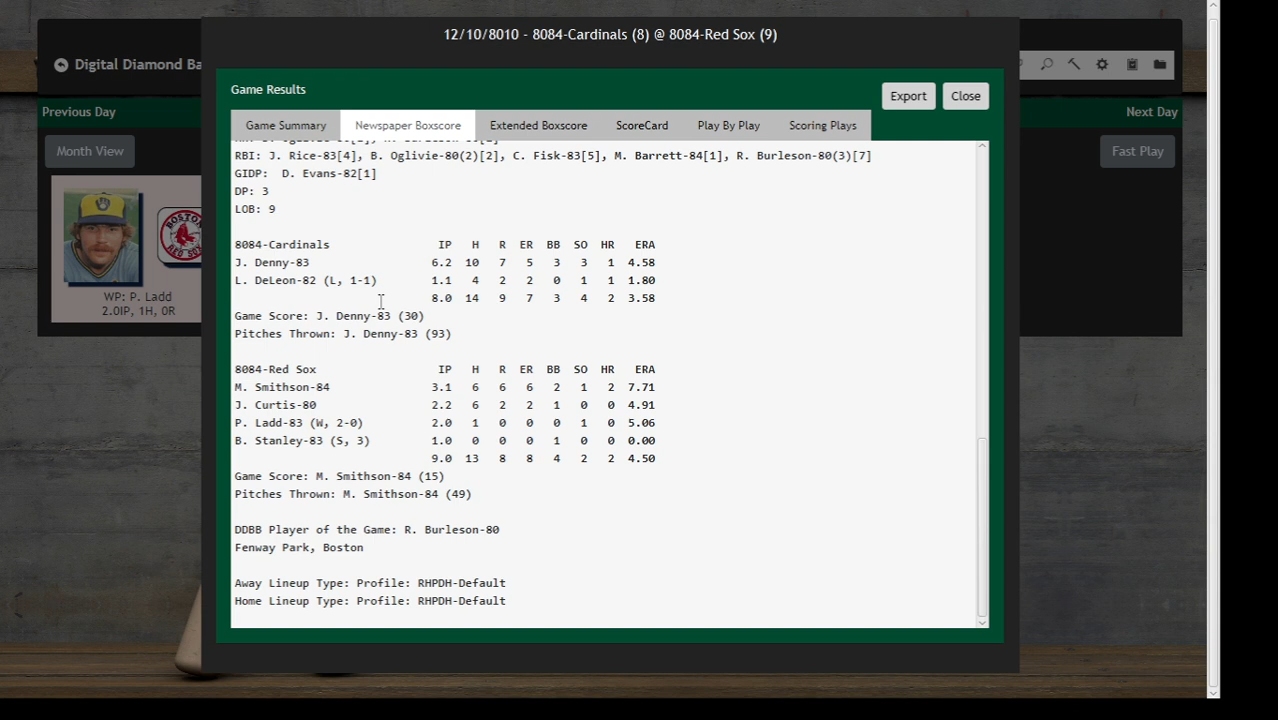 12/10/8010 - 8084-Cardinals (8) @ 8084-Red Sox (9)
Digital Diamond Ba
Game Results
Export
Close
Previous Day
Next Day
Game Summary
Newspaper Boxscore
Extended Boxscore
ScoreCard
Play By Play
Scoring Plays
Month View
Fast Play
RBI: J. Rice-83[4], B. Oglivie-80(2)[2], C. Fisk-83[5], M. Barrett-84[1], R. Burleson-80(3)[7]
GIDP: D. Evans-82[1]
DP: 3
LOB: 9
8084-Cardinals IP H R ER BB SO HR ERA
J. Denny-83 6.2 10 7 5 3 3 1 4.58
L. DeLeon-82 (L, 1-1) 1.1 4 2 2 0 1 1 1.80
8.0 14 9 7 3 4 2 3.58
Game Score: J. Denny-83 (30)
Pitches Thrown: J. Denny-83 (93)
8084-Red Sox IP H R ER BB SO HR ERA
M. Smithson-84 3.1 6 6 6 2 1 2 7.71
J. Curtis-80 2.2 6 2 2 1 0 0 4.91
P. Ladd-83 (W, 2-0) 2.0 1 0 0 0 1 0 5.06
B. Stanley-83 (S, 3) 1.0 0 0 0 1 0 0 0.00
9.0 13 8 8 4 2 2 4.50
Game Score: M. Smithson-84 (15)
Pitches Thrown: M. Smithson-84 (49)
DDBB Player of the Game: R. Burleson-80
Fenway Park, Boston
Away Lineup Type: Profile: RHPDH-Default
Home Lineup Type: Profile: RHPDH-Default
BOSTON
RED SOX
WP: P. Ladd
2.0IP, 1H, 0R